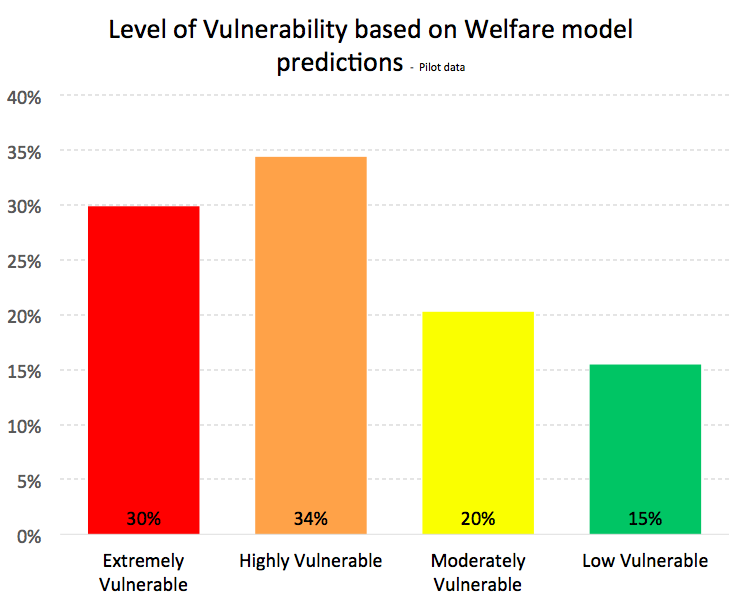 Level of Vulnerability based on Welfare model
predictions - Pilot data
40%
35%
30%
25%
20%
15%
10%
5%
0%
30%
34%
20%
15%
Extremely
Vulnerable
Highly Vulnerable
Moderately
Vulnerable
Low Vulnerable